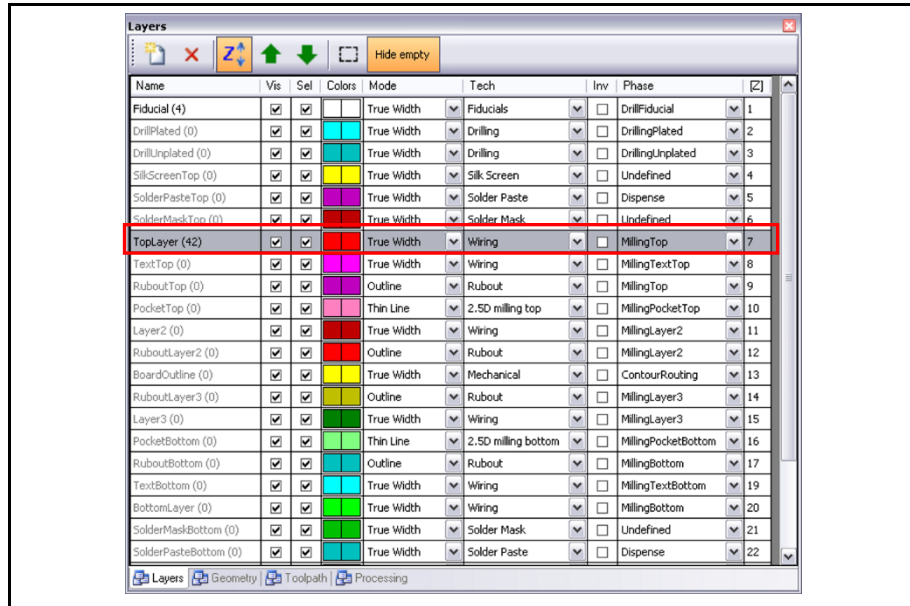 Layers
Z Hide empty
Name Vis Sel Colors Mode Tech Inv Phase [Z]
Fiducial (4) True Width Fiducials DrillFiducial 1
DrillPlated (0) True Width Drilling DrillingPlated 2
DrillUnplated (0) True Width Drilling DrillingUnplated 3
SilkScreenTop (0) True Width Silk Screen Undefined 4
SolderPasteTop (0) True Width Solder Paste Dispense 5
SolderMaskTop (0) True Width Solder Mask Undefined 6
TopLayer (42) True Width Wiring MillingTop 7
TextTop (0) True Width Wiring MillingTextTop 8
RuboutTop (0) Outline Rubout MillingTop 9
PocketTop (0) Thin Line 2.5D milling top MillingPocketTop 10
Layer2 (0) True Width Wiring MillingLayer2 11
RuboutLayer2 (0) Outline Rubout MillingLayer2 12
BoardOutline (0) True Width Mechanical ContourRouting 13
RuboutLayer3 (0) Outline Rubout MillingLayer3 14
Layer3 (0) True Width Wiring MillingLayer3 15
PocketBottom (0) Thin Line 2.5D milling bottom MillingPocketBottom 16
RuboutBottom (0) Outline Rubout MillingBottom 17
TextBottom (0) True Width Wiring MillingTextBottom 19
BottomLayer (0) True Width Wiring MillingBottom 20
SolderMaskBottom (0) True Width Solder Mask Undefined 21
SolderPasteBottom (0) True Width Solder Paste Dispense 22
Layers Geometry Toolpath Processing